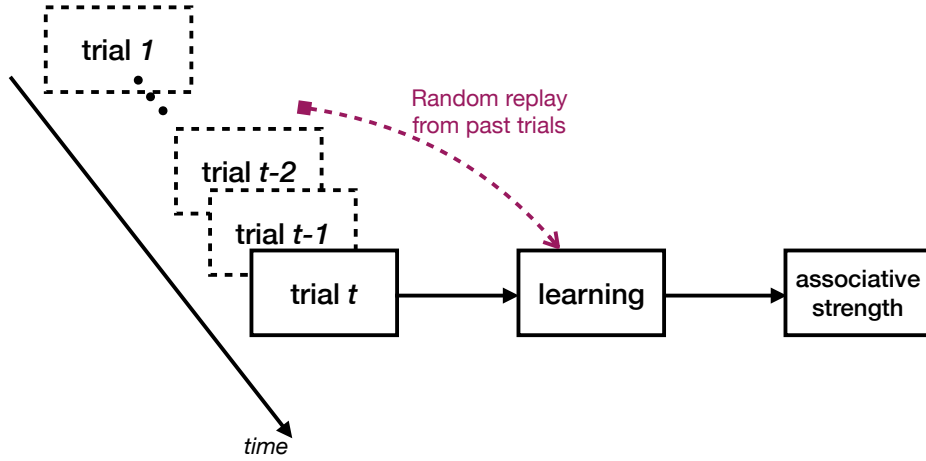 trial 1
Random replay
from past trials
trial t-2
trial t-1
trial t
learning
associative
strength
time